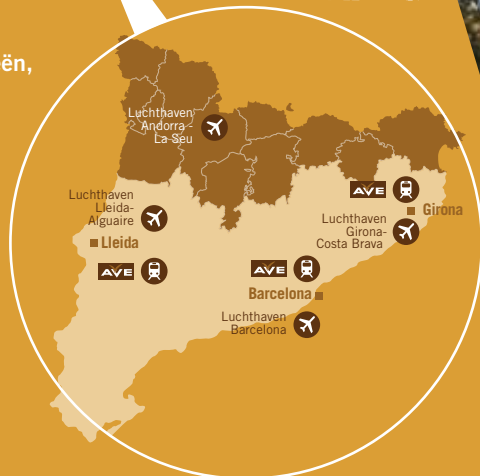 ën,
Luchthaven
Andorra -
La Seu
Luchthaven
Lleida-
Alguaire
Lleida
AVE
AVE
Girona
Luchthaven
Girona-
Costa Brava
AVE
Barcelona
Luchthaven
Barcelona